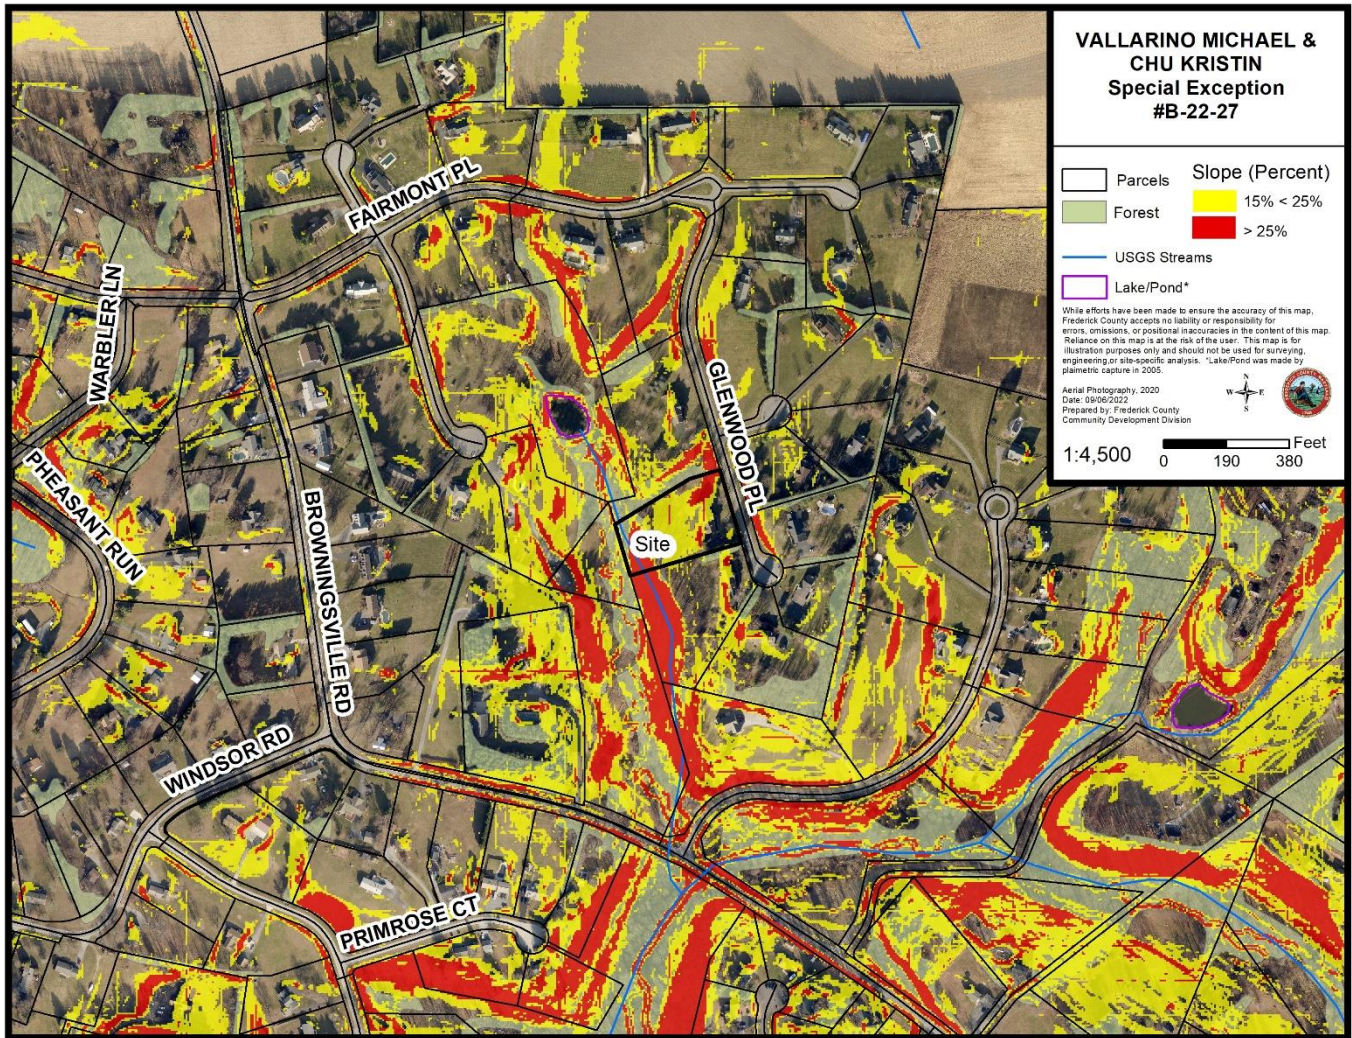 VALLARINO MICHAEL &
CHU KRISTIN
Special Exception
#B-22-27
Parcels
Forest
Slope (Percent)
15% < 25%
> 25%
USGS Streams
Lake/Pond*
While efforts have been made to ensure the accuracy of this map,
Frederick County accepts no liability or responsibility for
errors, omissions, or positional inaccuracies in the content of this map.
Reliance on this map is at the risk of the user. This map is for
illustration purposes only and should not be used for surveying,
engineering,or site-specific analysis. *Lake/Pond was made by
plaimetric capture in 2005.
Aerial Photography, 2020
Date: 09/06/2022
Prepared by: Frederick County
Community Development Division
N
W E
S
1:4,500
Feet
0 190 380
FAIRMONT PL
WARBLER LN
GLENWOOD PL
PHEASANT RUN
BROWNINGSVILLE RD
Site
WINDSOR RD
PRIMROSE CT